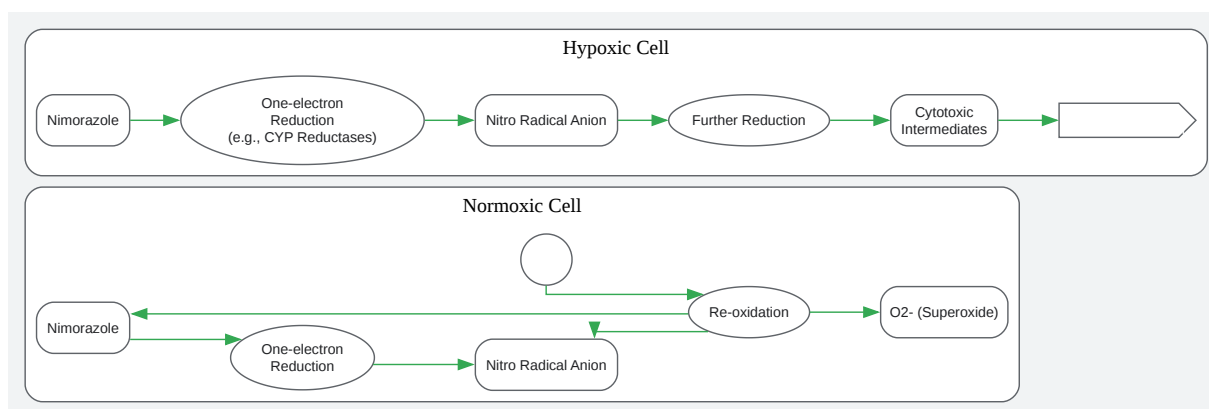 Hypoxic Cell
Nimorazole
One-electron
Reduction
(e.g., CYP Reductases)
Nitro Radical Anion
Further Reduction
Cytotoxic
Intermediates
Normoxic Cell
Nimorazole
One-electron
Reduction
Nitro Radical Anion
Re-oxidation
O2- (Superoxide)